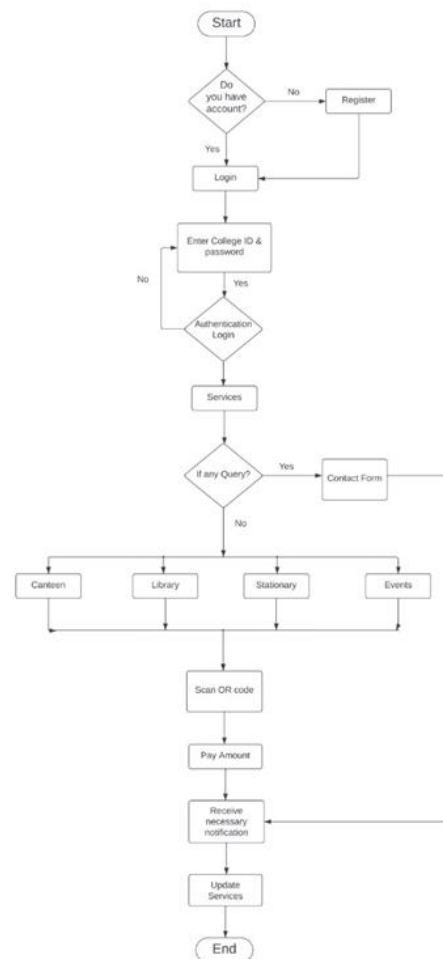 Start
Do
you have
account?
No
Register
Yes
Login
Enter College ID &
password
No
Yes
Authentication
Login
Services
If any Query?
Yes
Contact Form
No
Canteen
Library
Stationary
Events
Scan OR code
Pay Amount
Receive
necessary
notification
Update
Services
End